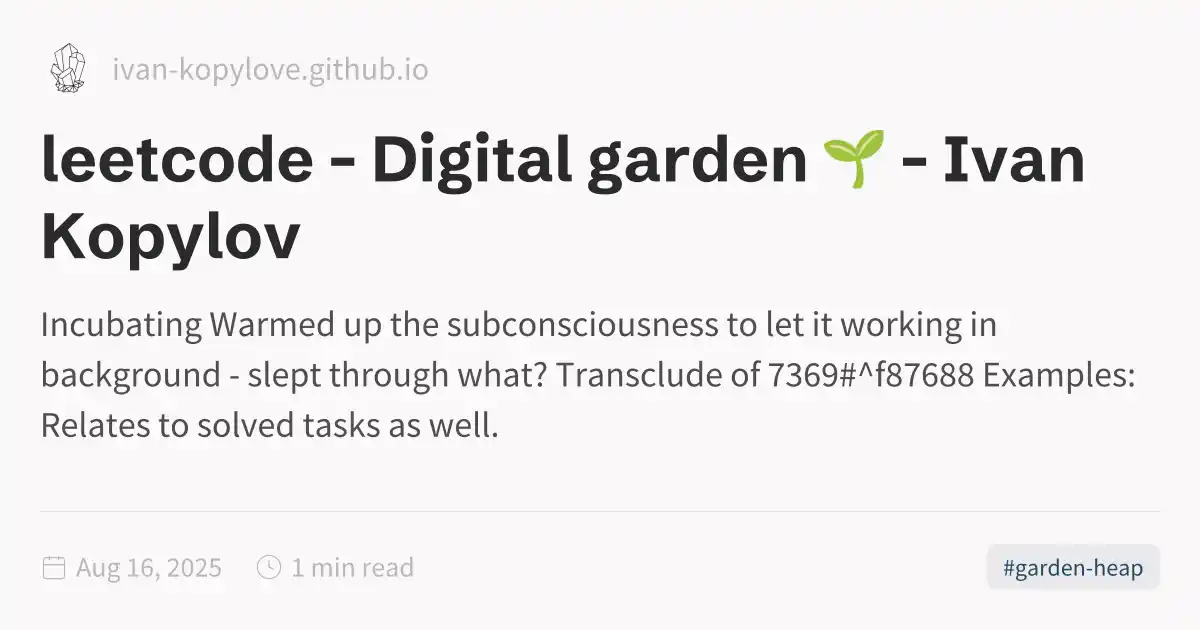 ivan-kopylove.github.io
leetcode - Digital garden 🌱 - Ivan
Kopylov
Incubating Warmed up the subconsciousness to let it working in
background - slept through what? Transclude of 7369#^f87688 Examples:
Relates to solved tasks as well.
Aug 16, 2025 1 min read #garden-heap